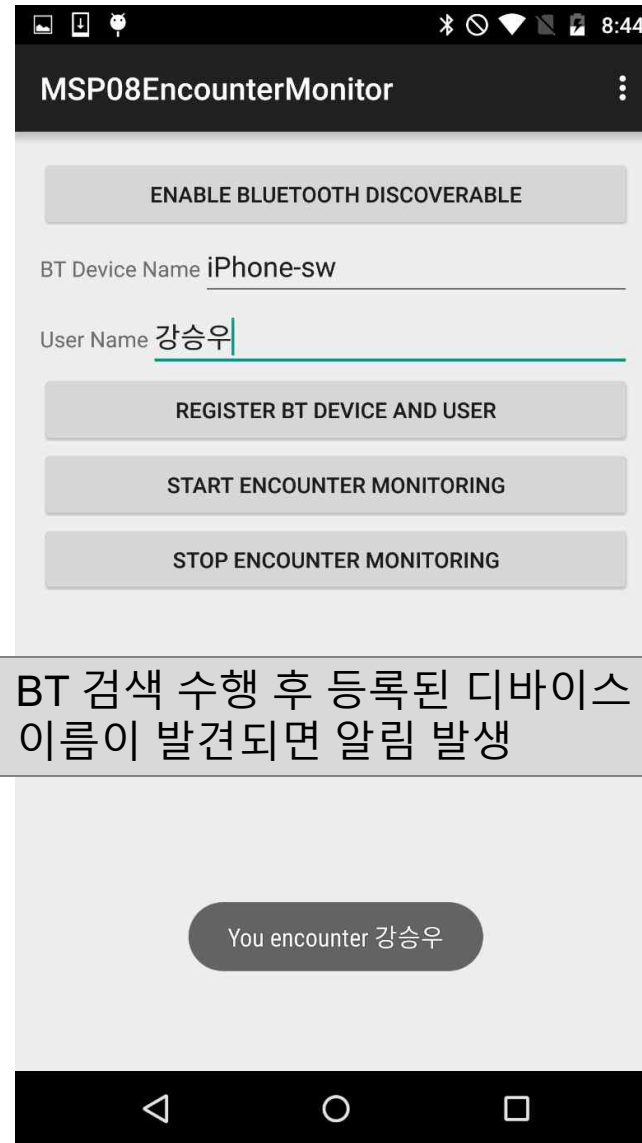 8:44
MSP08EncounterMonitor
ENABLE BLUETOOTH DISCOVERABLE
BT Device Name iPhone-sw
User Name 강승우
REGISTER BT DEVICE AND USER
START ENCOUNTER MONITORING
STOP ENCOUNTER MONITORING
BT 검색 수행 후 등록된 디바이스
이름이 발견되면 알림 발생
You encounter 강승우